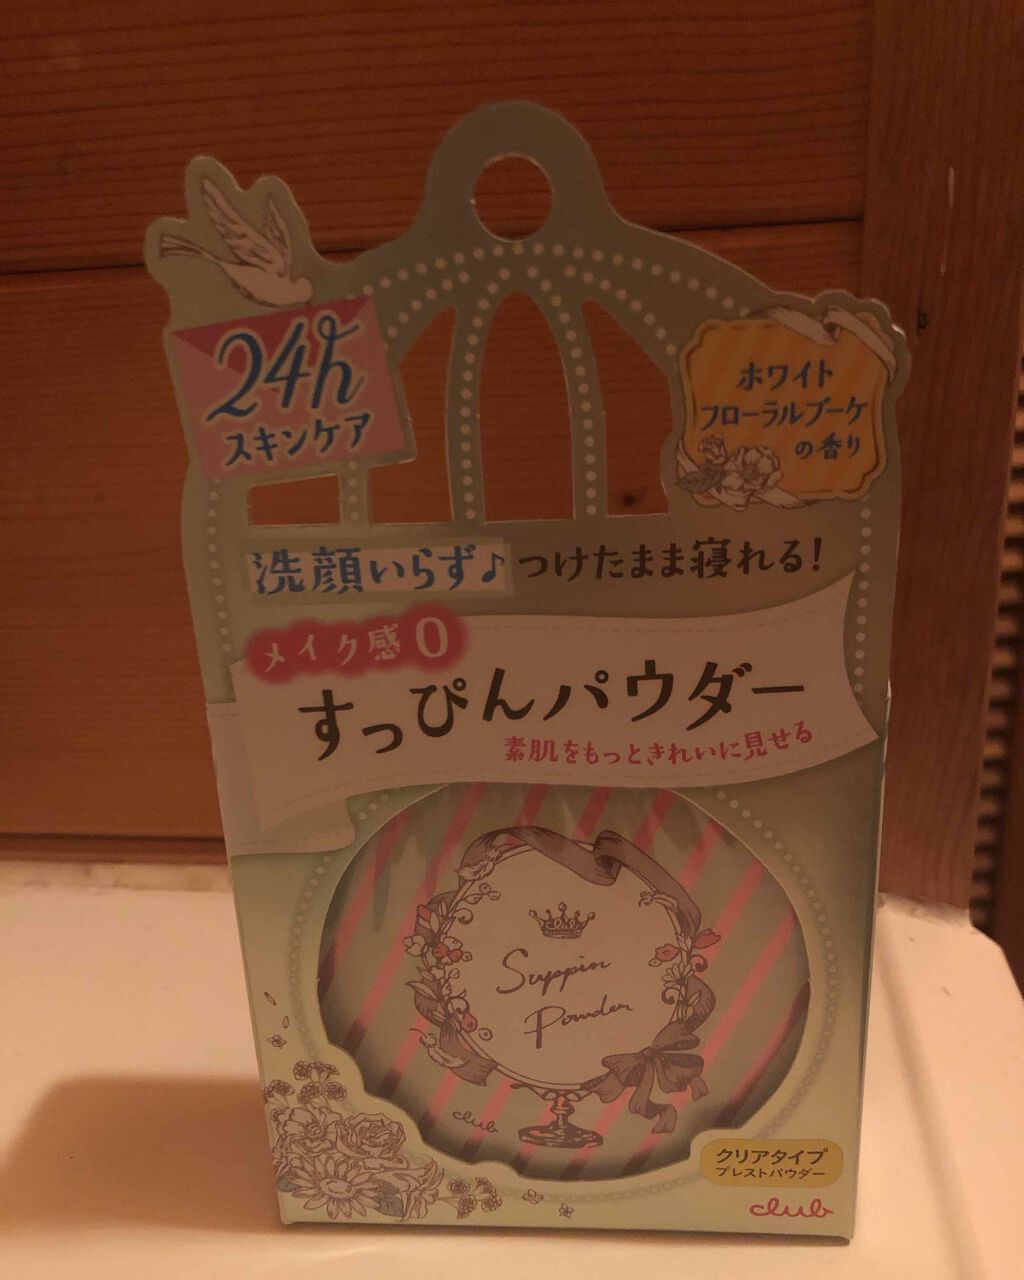 24h
スキンケア
ホワイト
フローラルブーケ
の香り
洗顔いらず♪つけたまま寝れる!
メイク感0
すっぴんパウダー
素肌をもっときれいに見せる
Suppin
Powder
club
クリアタイプ
プレストパウダー
club